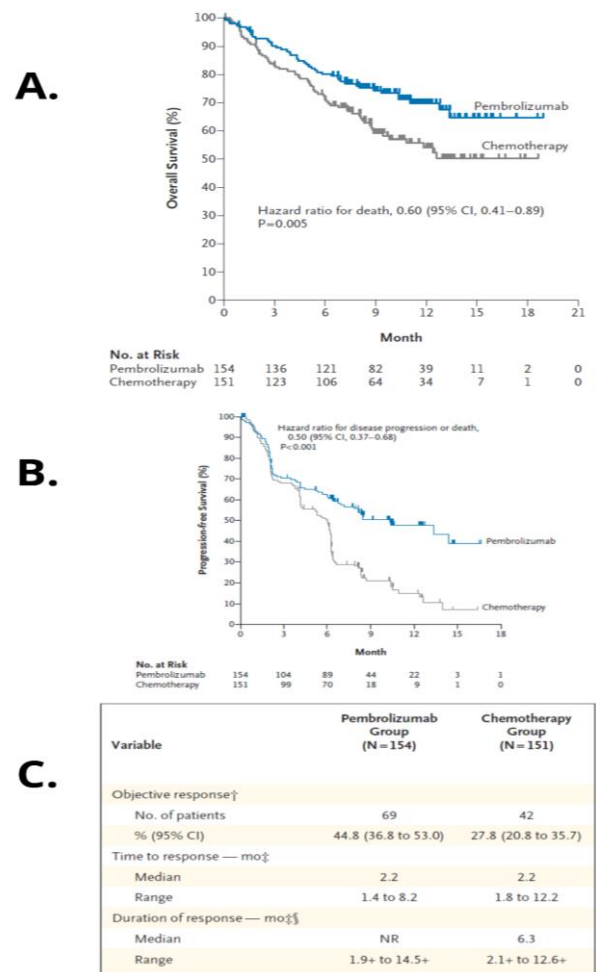 A.
Overall Survival (%)
100
90
80
70
60
50
40
30
20
10
0
Pembrolizumab
Chemotherapy
Hazard ratio for death, 0.60 (95% CI, 0.41–0.89)
P=0.005
0 3 6 9 12 15 18 21
Month
No. at Risk
Pembrolizumab 154 136 121 82 39 11 2 0
Chemotherapy 151 123 106 64 34 7 1 0
B.
Progression-free Survival (%)
100
90
80
70
60
50
40
30
20
10
0
Hazard ratio for disease progression or death,
0.50 (95% CI, 0.37–0.68)
P<0.001
Pembrolizumab
Chemotherapy
0 3 6 9 12 15 18
Month
No. at Risk
Pembrolizumab 154 104 89 44 22 3 1
Chemotherapy 151 99 70 18 9 1 0
C.
Variable Pembrolizumab Group (N=154) Chemotherapy Group (N=151)
Objective response†
No. of patients 69 42
% (95% CI) 44.8 (36.8 to 53.0) 27.8 (20.8 to 35.7)
Time to response — mo‡
Median 2.2 2.2
Range 1.4 to 8.2 1.8 to 12.2
Duration of response — mo‡§
Median NR 6.3
Range 1.9+ to 14.5+ 2.1+ to 12.6+